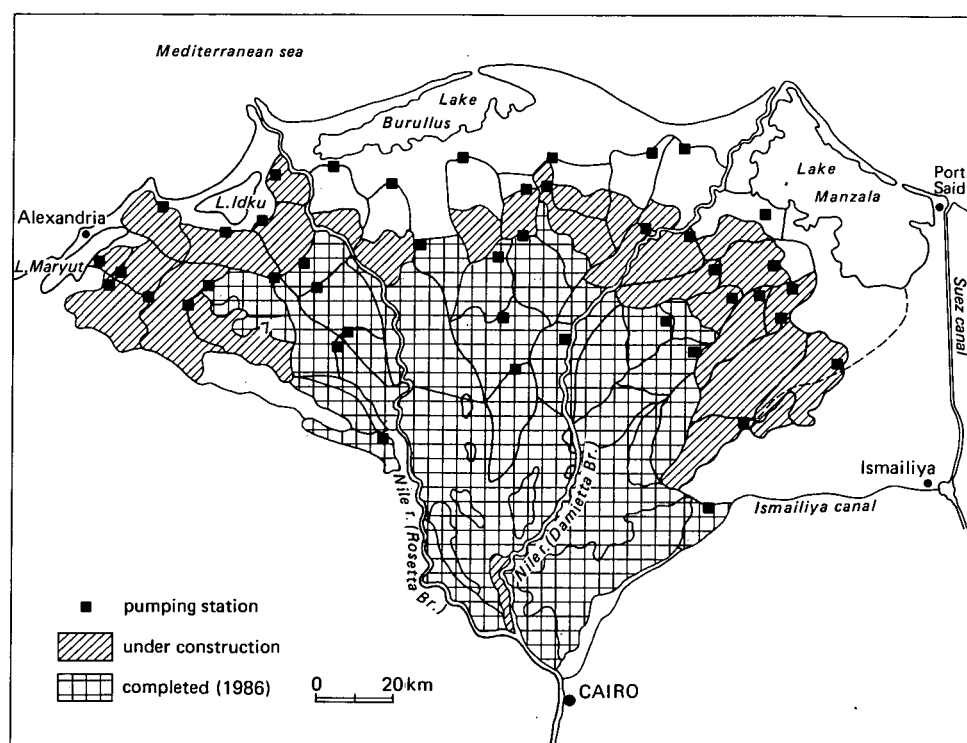 Mediterranean sea
Lake
Burullus
Lake
Manzala
Port
Said
L.Idku
Alexandria
L.Maryut
Suez canal
Nile r. (Rosetta Br.)
Nile r. (Damietta Br.)
Ismailiya
Ismailiya canal
CAIRO
pumping station
under construction
completed (1986)
0 20 km